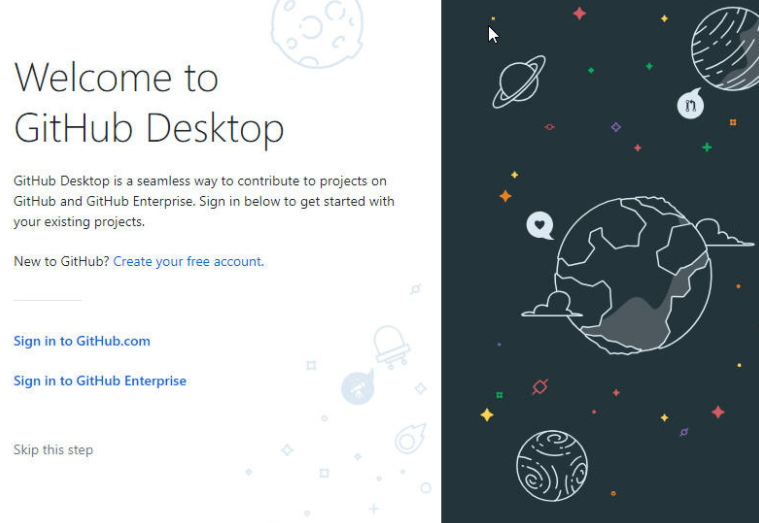 Welcome to
GitHub Desktop
GitHub Desktop is a seamless way to contribute to projects on
GitHub and GitHub Enterprise. Sign in below to get started with
your existing projects.
New to GitHub? Create your free account.
Sign in to GitHub.com
Sign in to GitHub Enterprise
Skip this step